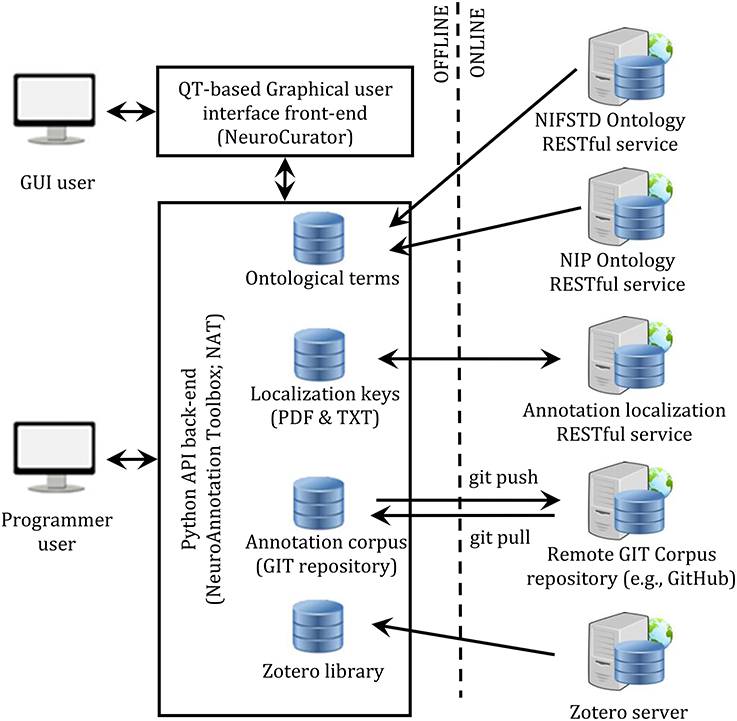 OFFLINE
ONLINE
QT-based Graphical user
interface front-end
(NeuroCurator)
GUI user
NIFSTD Ontology
RESTful service
Ontological terms
NIP Ontology
RESTful service
Python API back-end
(NeuroAnnotation Toolbox; NAT)
Localization keys
(PDF & TXT)
Annotation localization
RESTful service
Programmer
user
git push
git pull
Annotation corpus
(GIT repository)
Remote GIT Corpus
repository (e.g., GitHub)
Zotero library
Zotero server